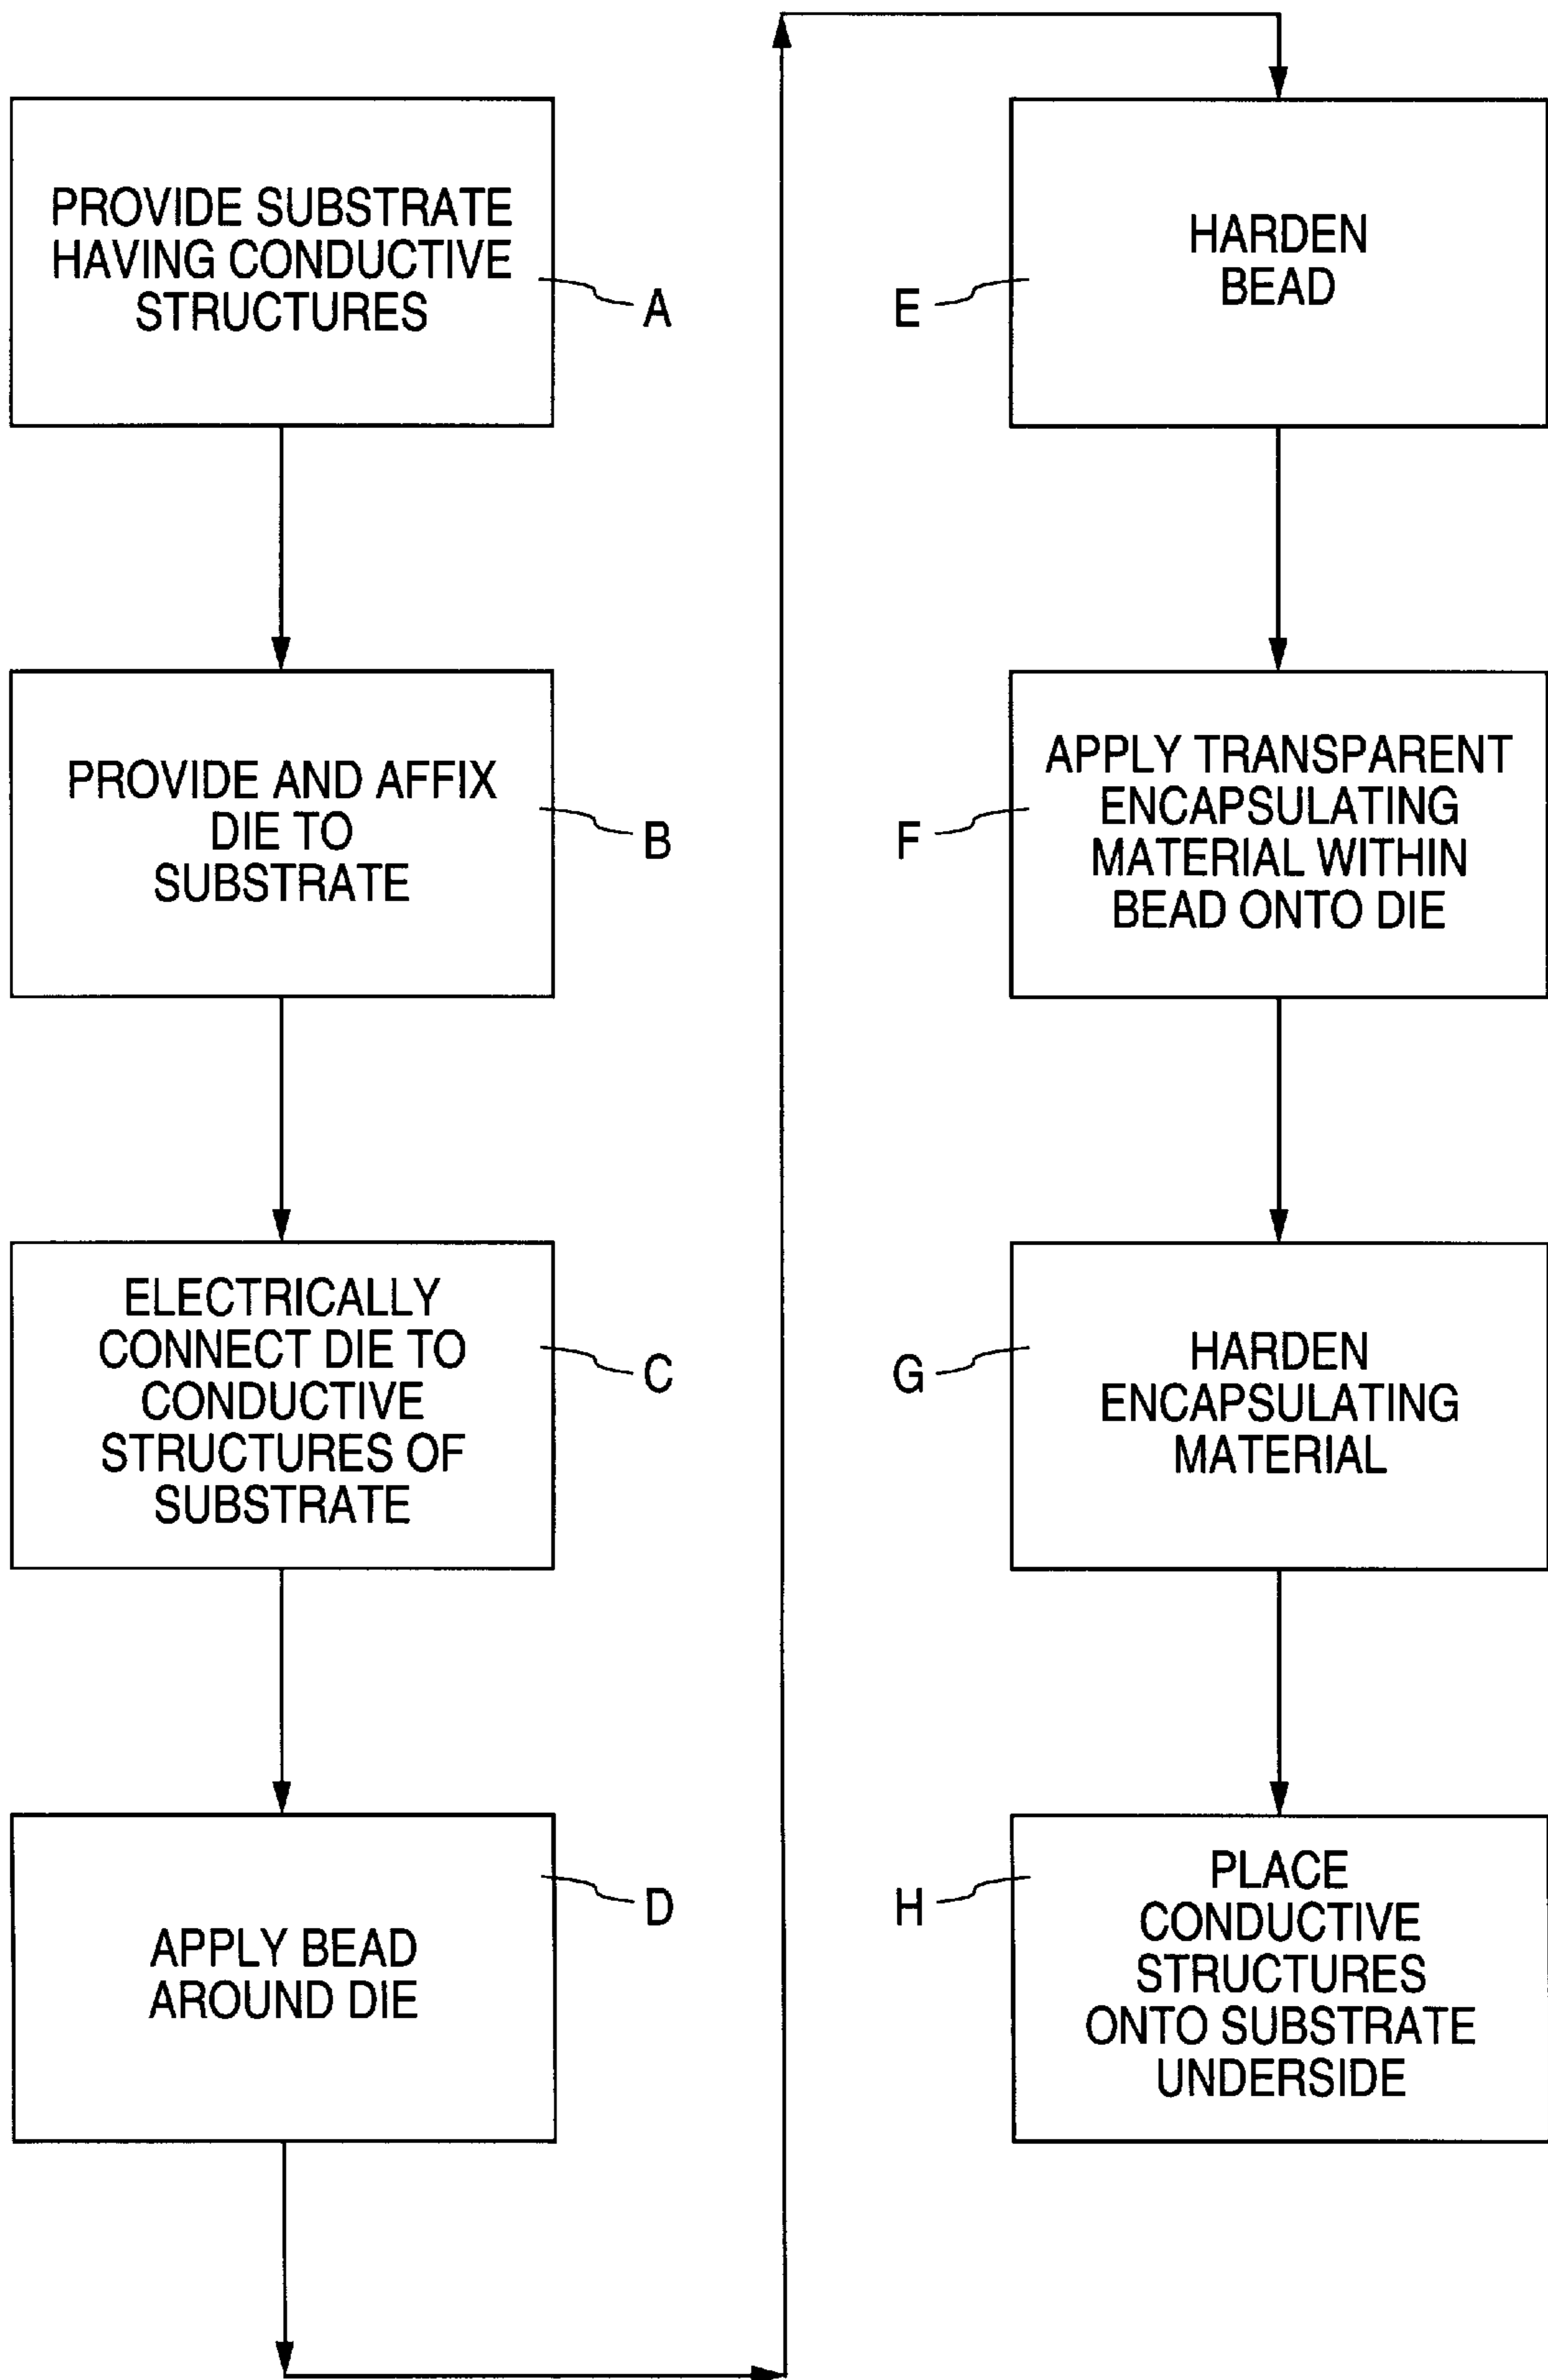 PROVIDE SUBSTRATE
HAVING CONDUCTIVE
STRUCTURES
A
PROVIDE AND AFFIX
DIE TO
SUBSTRATE
B
ELECTRICALLY
CONNECT DIE TO
CONDUCTIVE
STRUCTURES OF
SUBSTRATE
C
APPLY BEAD
AROUND DIE
D
HARDEN
BEAD
E
APPLY TRANSPARENT
ENCAPSULATING
MATERIAL WITHIN
BEAD ONTO DIE
F
HARDEN
ENCAPSULATING
MATERIAL
G
PLACE
CONDUCTIVE
STRUCTURES
ONTO SUBSTRATE
UNDERSIDE
H